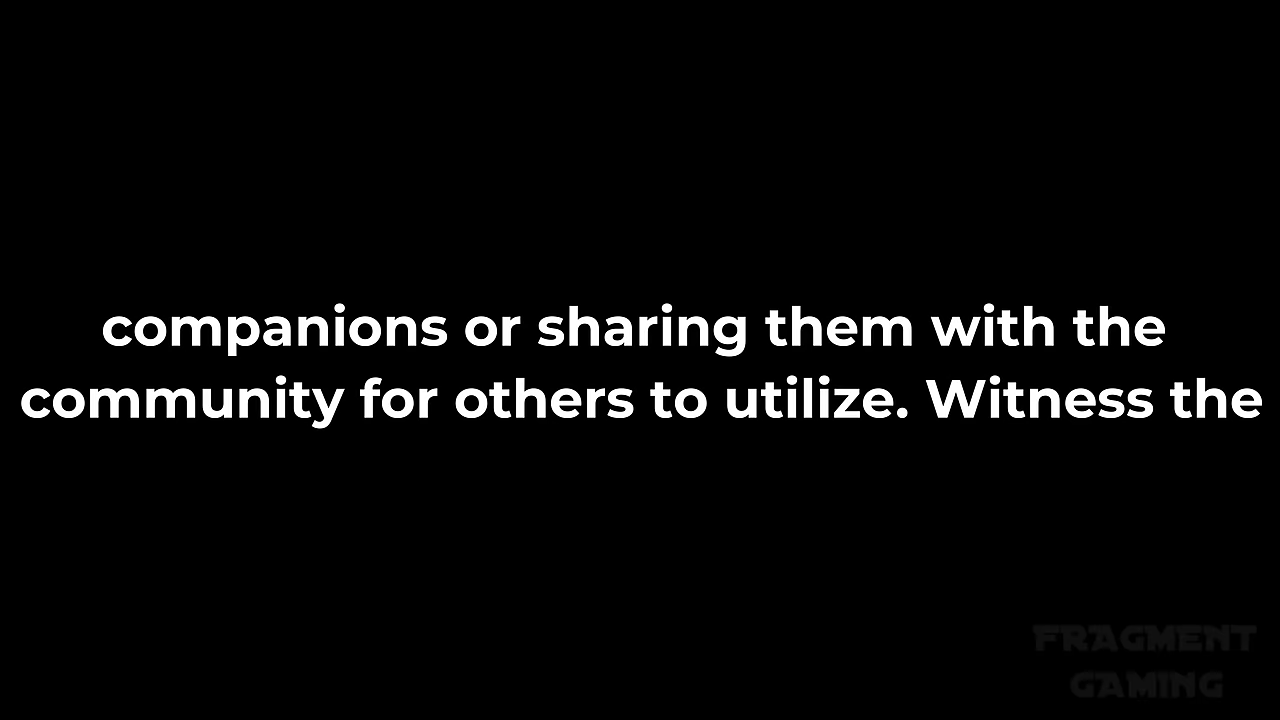 companions or sharing them with the
community for others to utilize. Witness the
FRAGMENT
GAMING